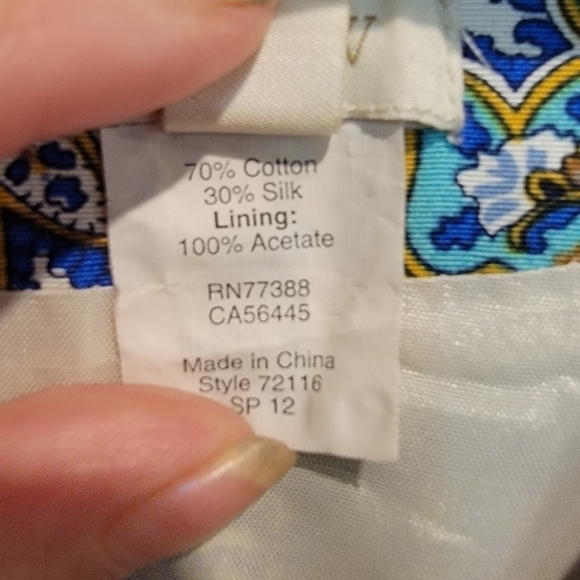 70% Cotton
30% Silk
Lining:
100% Acetate
RN77388
CA56445
Made in China
Style 72116
SP 12